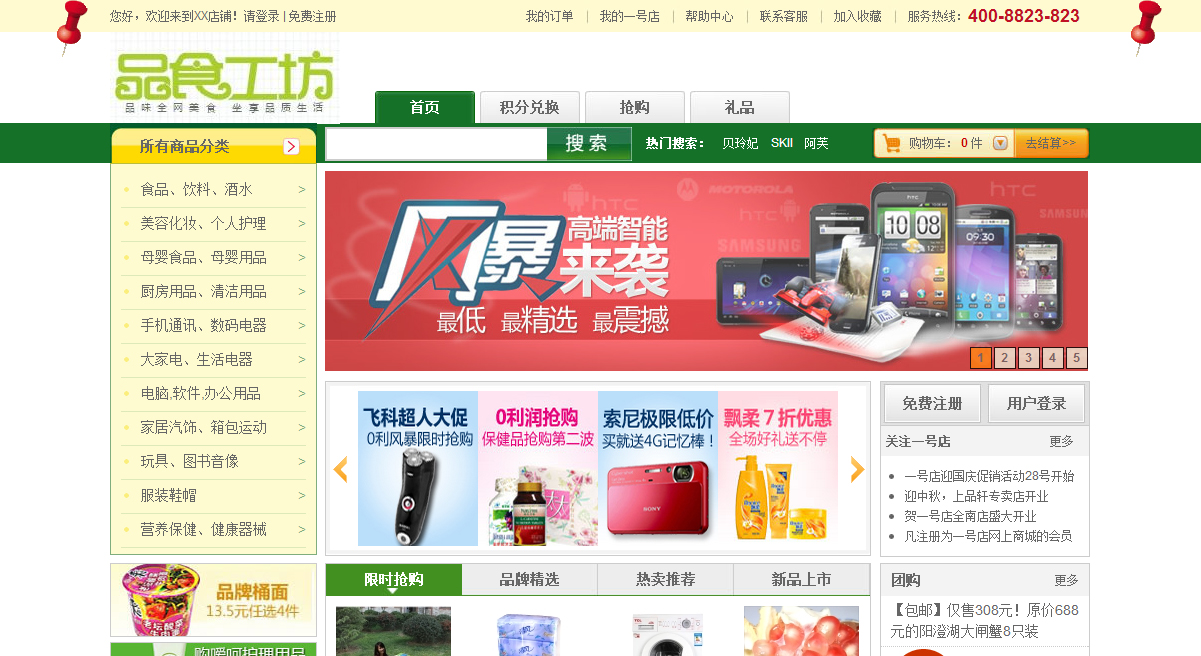 您好，欢迎来到XX店铺！请登录 | 免费注册
我的订单 | 我的一号店 | 帮助中心 | 联系客服 | 加入收藏 | 服务热线：400-8823-823
品食工坊
品味全网美食 坐享品质生活
首页 积分兑换 抢购 礼品
所有商品分类
搜 索
热门搜索： 贝玲妃 SKII 阿芙
购物车： 0 件
去结算>>
食品、饮料、酒水 >
美容化妆、个人护理 >
母婴食品、母婴用品 >
厨房用品、清洁用品 >
手机通讯、数码电器 >
大家电、生活电器 >
电脑,软件,办公用品 >
家居汽饰、箱包运动 >
玩具、图书音像 >
服装鞋帽 >
营养保健、健康器械 >
风暴
高端智能
来袭
最低 最精选 最震撼
htc
MOTOROLA
htc
SAMSUNG
htc
SAMSUNG
10 08
09:30
1 2 3 4 5
飞科超人大促
0利风暴限时抢购
0利润抢购
保健品抢购第二波
索尼极限低价
买就送4G记忆棒！
SONY
飘柔 7 折优惠
全场好礼送不停
免费注册
用户登录
关注一号店 更多
一号店迎国庆促销活动28号开始
迎中秋，上品轩专卖店开业
贺一号店全南店盛大开业
凡注册为一号店网上商城的会员
品牌桶面
13.5元任选4件
老坛酸菜
牛肉面
购嗳呵护理用品
限时抢购 品牌精选 热卖推荐 新品上市
团购 更多
【包邮】仅售308元！原价688
元的阳澄湖大闸蟹8只装